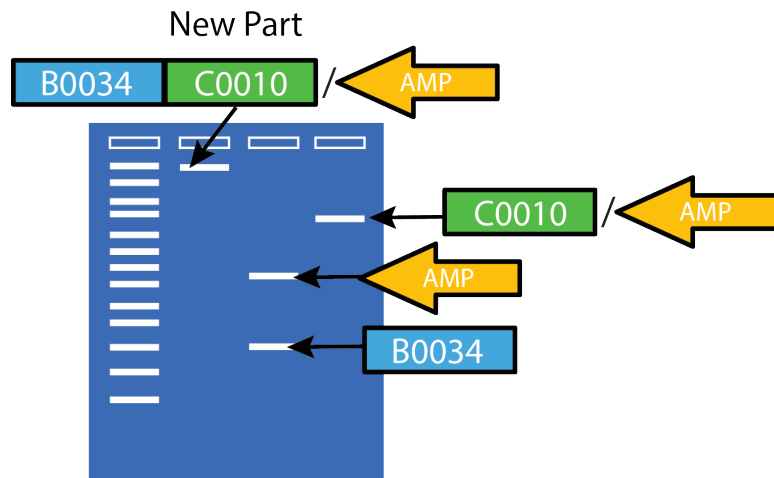 New Part
B0034 C0010 / AMP
C0010 / AMP
AMP
B0034